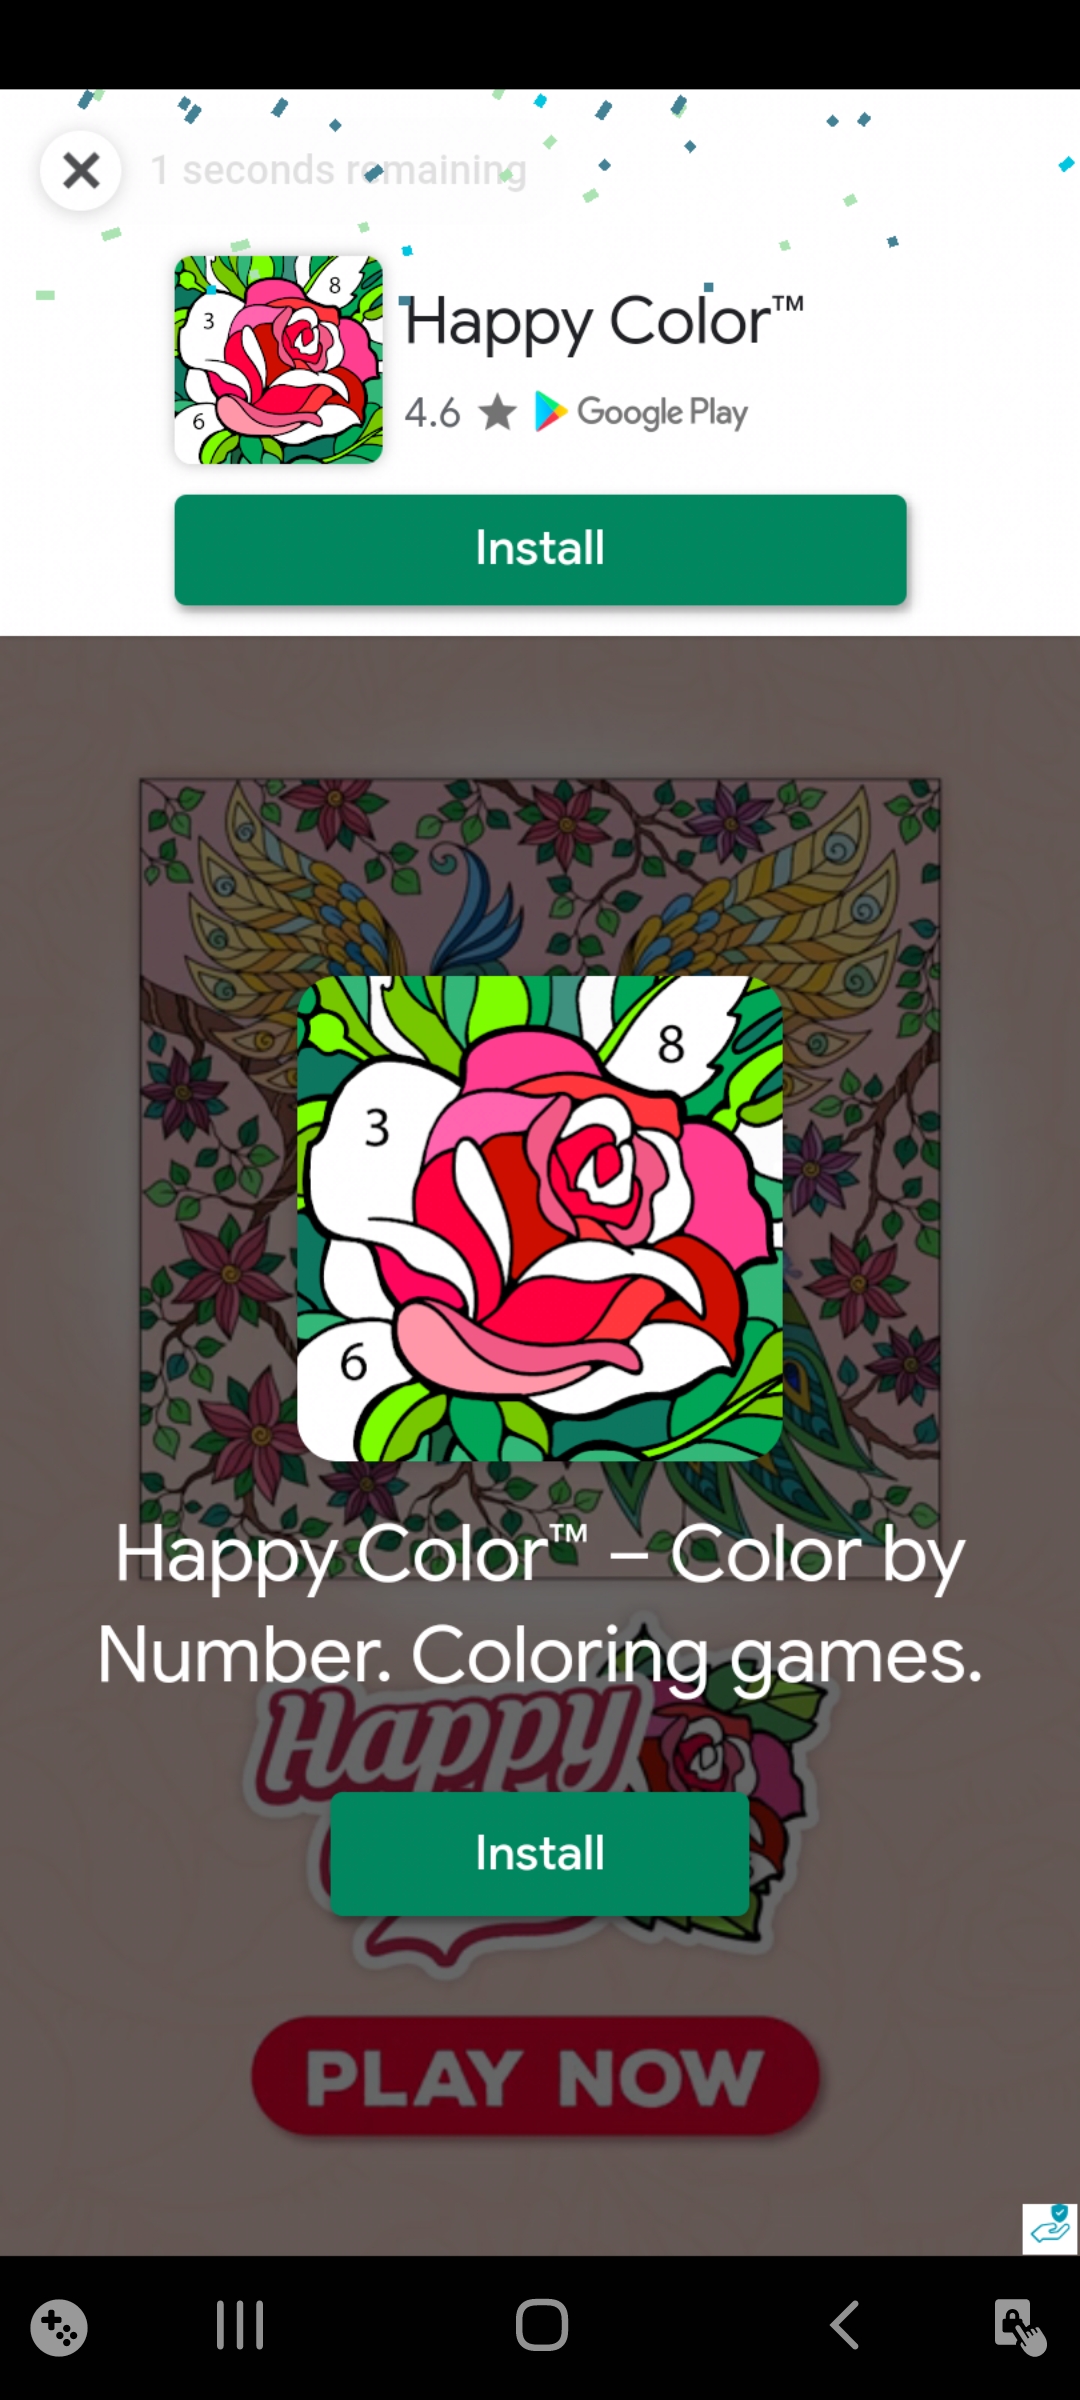 1 seconds remaining
Happy Color™
4.6 ★ Google Play
Install
8
3
6
8
3
6
Happy Color™ – Color by
Number. Coloring games.
Happy
Install
PLAY NOW